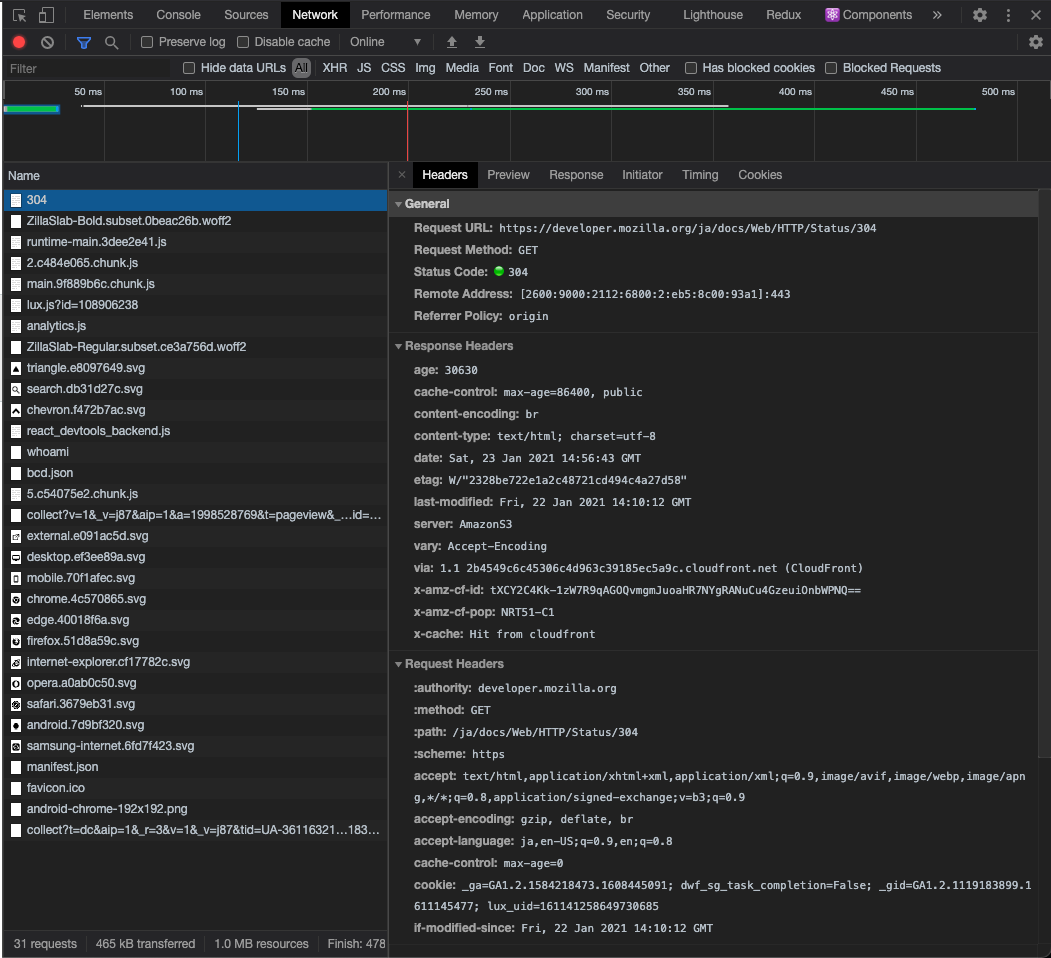 Elements Console Sources Network Performance Memory Application Security Lighthouse Redux Components »
Preserve log Disable cache Online
Filter Hide data URLs All XHR JS CSS Img Media Font Doc WS Manifest Other Has blocked cookies Blocked Requests
50 ms 100 ms 150 ms 200 ms 250 ms 300 ms 350 ms 400 ms 450 ms 500 ms
Name
304
ZillaSlab-Bold.subset.0beac26b.woff2
runtime-main.3dee2e41.js
2.c484e065.chunk.js
main.9f889b6c.chunk.js
lux.js?id=108906238
analytics.js
ZillaSlab-Regular.subset.ce3a756d.woff2
triangle.e8097649.svg
search.db31d27c.svg
chevron.f472b7ac.svg
react_devtools_backend.js
whoami
bcd.json
5.c54075e2.chunk.js
collect?v=1&_v=j87&aip=1&a=1998528769&t=pageview&_…id=…
external.e091ac5d.svg
desktop.ef3ee89a.svg
mobile.70f1afec.svg
chrome.4c570865.svg
edge.40018f6a.svg
firefox.51d8a59c.svg
internet-explorer.cf17782c.svg
opera.a0ab0c50.svg
safari.3679eb31.svg
android.7d9bf320.svg
samsung-internet.6fd7f423.svg
manifest.json
favicon.ico
android-chrome-192x192.png
collect?t=dc&aip=1&_r=3&v=1&_v=j87&tid=UA-36116321…183…
31 requests 465 kB transferred 1.0 MB resources Finish: 478
Headers Preview Response Initiator Timing Cookies
General
Request URL: https://developer.mozilla.org/ja/docs/Web/HTTP/Status/304
Request Method: GET
Status Code: 304
Remote Address: [2600:9000:2112:6800:2:eb5:8c00:93a1]:443
Referrer Policy: origin
Response Headers
age: 30630
cache-control: max-age=86400, public
content-encoding: br
content-type: text/html; charset=utf-8
date: Sat, 23 Jan 2021 14:56:43 GMT
etag: W/"2328be722e1a2c48721cd494c4a27d58"
last-modified: Fri, 22 Jan 2021 14:10:12 GMT
server: AmazonS3
vary: Accept-Encoding
via: 1.1 2b4549c6c45306c4d963c39185ec5a9c.cloudfront.net (CloudFront)
x-amz-cf-id: tXCY2C4Kk-1zW7R9qAGOQvmgmJuoaHR7NYgRANuCu4GzeuiOnbWPNQ==
x-amz-cf-pop: NRT51-C1
x-cache: Hit from cloudfront
Request Headers
:authority: developer.mozilla.org
:method: GET
:path: /ja/docs/Web/HTTP/Status/304
:scheme: https
accept: text/html,application/xhtml+xml,application/xml;q=0.9,image/avif,image/webp,image/apn
g,*/*;q=0.8,application/signed-exchange;v=b3;q=0.9
accept-encoding: gzip, deflate, br
accept-language: ja,en-US;q=0.9,en;q=0.8
cache-control: max-age=0
cookie: _ga=GA1.2.1584218473.1608445091; dwf_sg_task_completion=False; _gid=GA1.2.1119183899.1
611145477; lux_uid=161141258649730685
if-modified-since: Fri, 22 Jan 2021 14:10:12 GMT